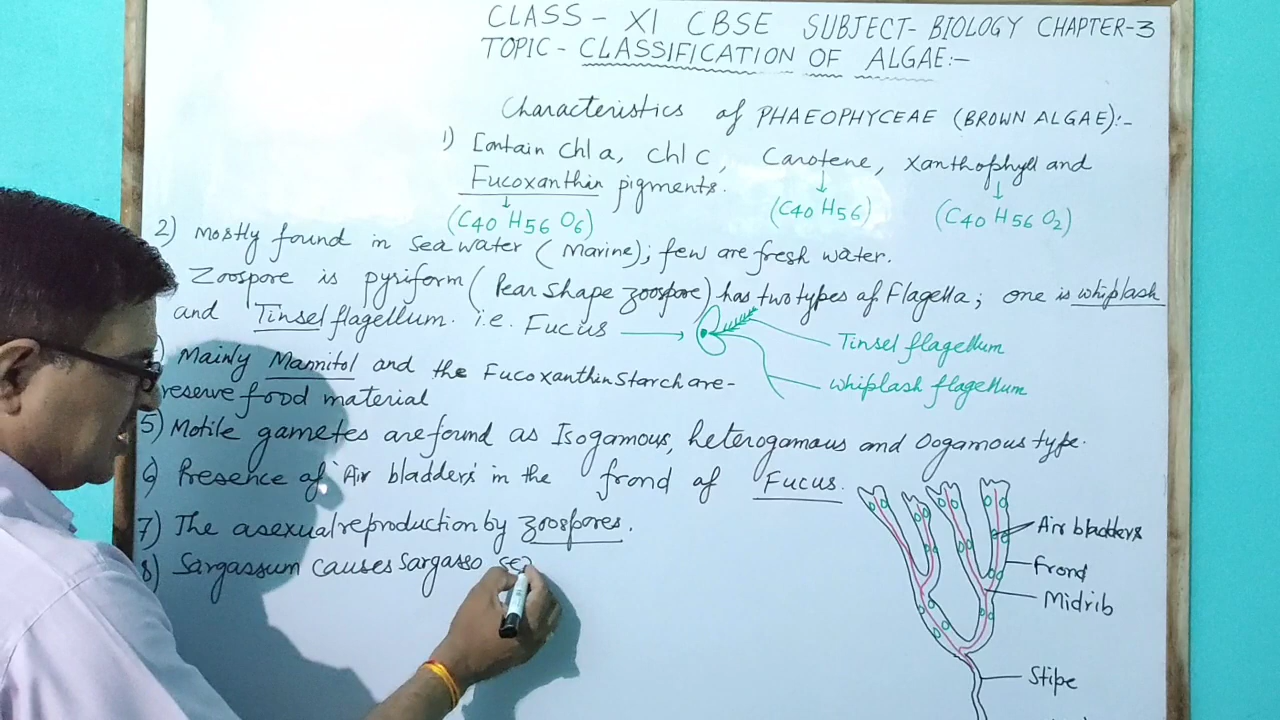 CLASS - XI CBSE SUBJECT- BIOLOGY CHAPTER-3
TOPIC - CLASSIFICATION OF ALGAE:-
Characteristics of PHAEOPHYCEAE (BROWN ALGAE):-
1) Contain chl a, chl c, Carotene, Xanthophyll and
Fucoxanthin pigments.
(C40 H56 O6) (C40 H56) (C40 H56 O2)
2) Mostly found in sea water (Marine); few are fresh water.
Zoospore is pyriform (Pear shape zoospore) has two types of Flagella; one is whiplash
and Tinsel flagellum. i.e. Fucus
Tinsel flagellum
whiplash flagellum
) Mainly Mannitol and the Fucoxanthin starch are-
reserve food material
5) Motile gametes are found as Isogamous, heterogamous and Oogamous type.
6) Presence of 'Air bladders' in the frond of Fucus.
7) The asexual reproduction by zoospores.
8) Sargassum causes Sargasso se
Air bladders
Frond
Midrib
Stipe